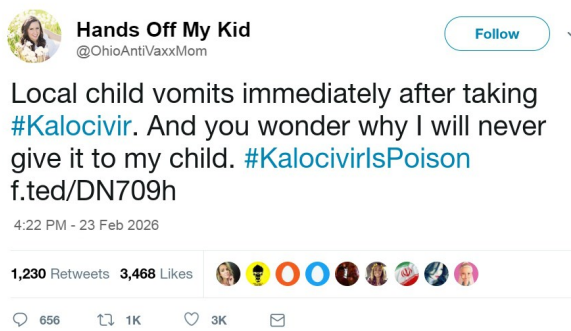 Hands Off My Kid
@OhioAntiVaxxMom
Follow
Local child vomits immediately after taking
#Kalocivir. And you wonder why I will never
give it to my child. #KalocivirIsPoison
f.ted/DN709h
4:22 PM - 23 Feb 2026
1,230 Retweets 3,468 Likes
656 1K 3K